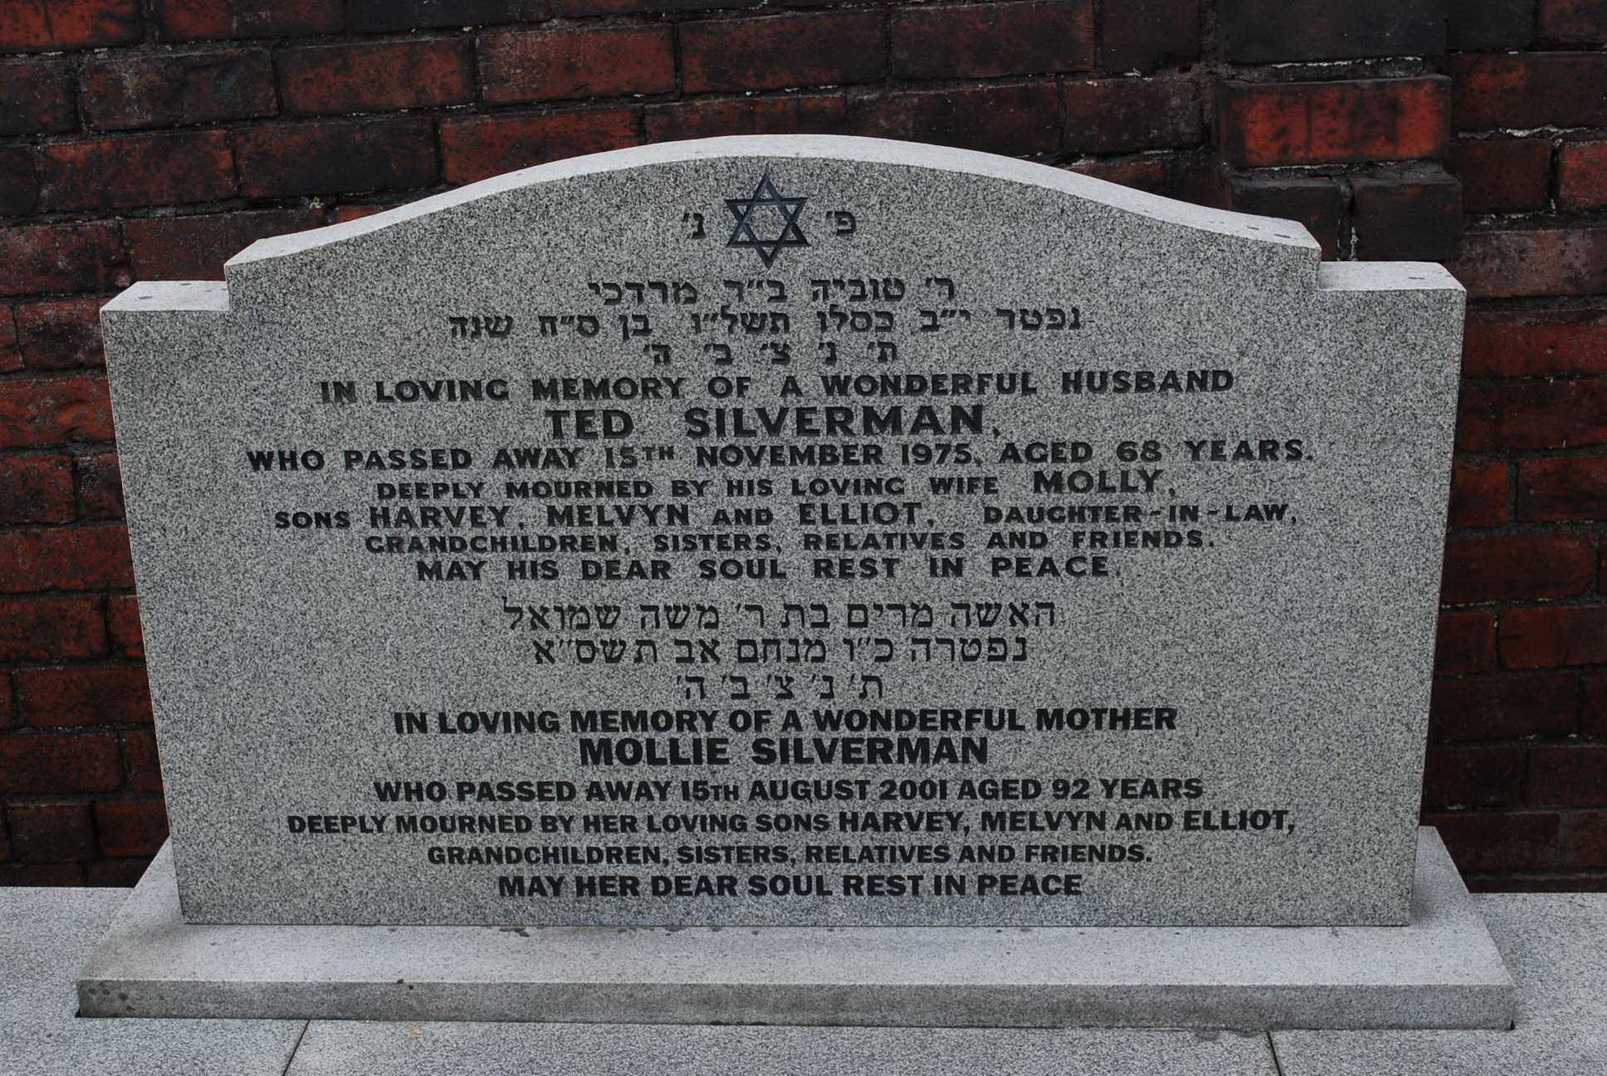 פ׳ נ׳
ר׳ טוביה ב״ר מרדכי
נפטר י״ב כסלו תשל״ו בן ס״ח שנה
ת׳ נ׳ צ׳ ב׳ ה׳
IN LOVING MEMORY OF A WONDERFUL HUSBAND
TED SILVERMAN,
WHO PASSED AWAY 15TH NOVEMBER 1975, AGED 68 YEARS.
DEEPLY MOURNED BY HIS LOVING WIFE MOLLY,
SONS HARVEY, MELVYN AND ELLIOT, DAUGHTER-IN-LAW,
GRANDCHILDREN, SISTERS, RELATIVES AND FRIENDS.
MAY HIS DEAR SOUL REST IN PEACE.
האשה מרים בת ר׳ משה שמואל
נפטרה כ״ו מנחם אב תשס״א
ת׳ נ׳ צ׳ ב׳ ה׳
IN LOVING MEMORY OF A WONDERFUL MOTHER
MOLLIE SILVERMAN
WHO PASSED AWAY 15TH AUGUST 2001 AGED 92 YEARS
DEEPLY MOURNED BY HER LOVING SONS HARVEY, MELVYN AND ELLIOT,
GRANDCHILDREN, SISTERS, RELATIVES AND FRIENDS.
MAY HER DEAR SOUL REST IN PEACE